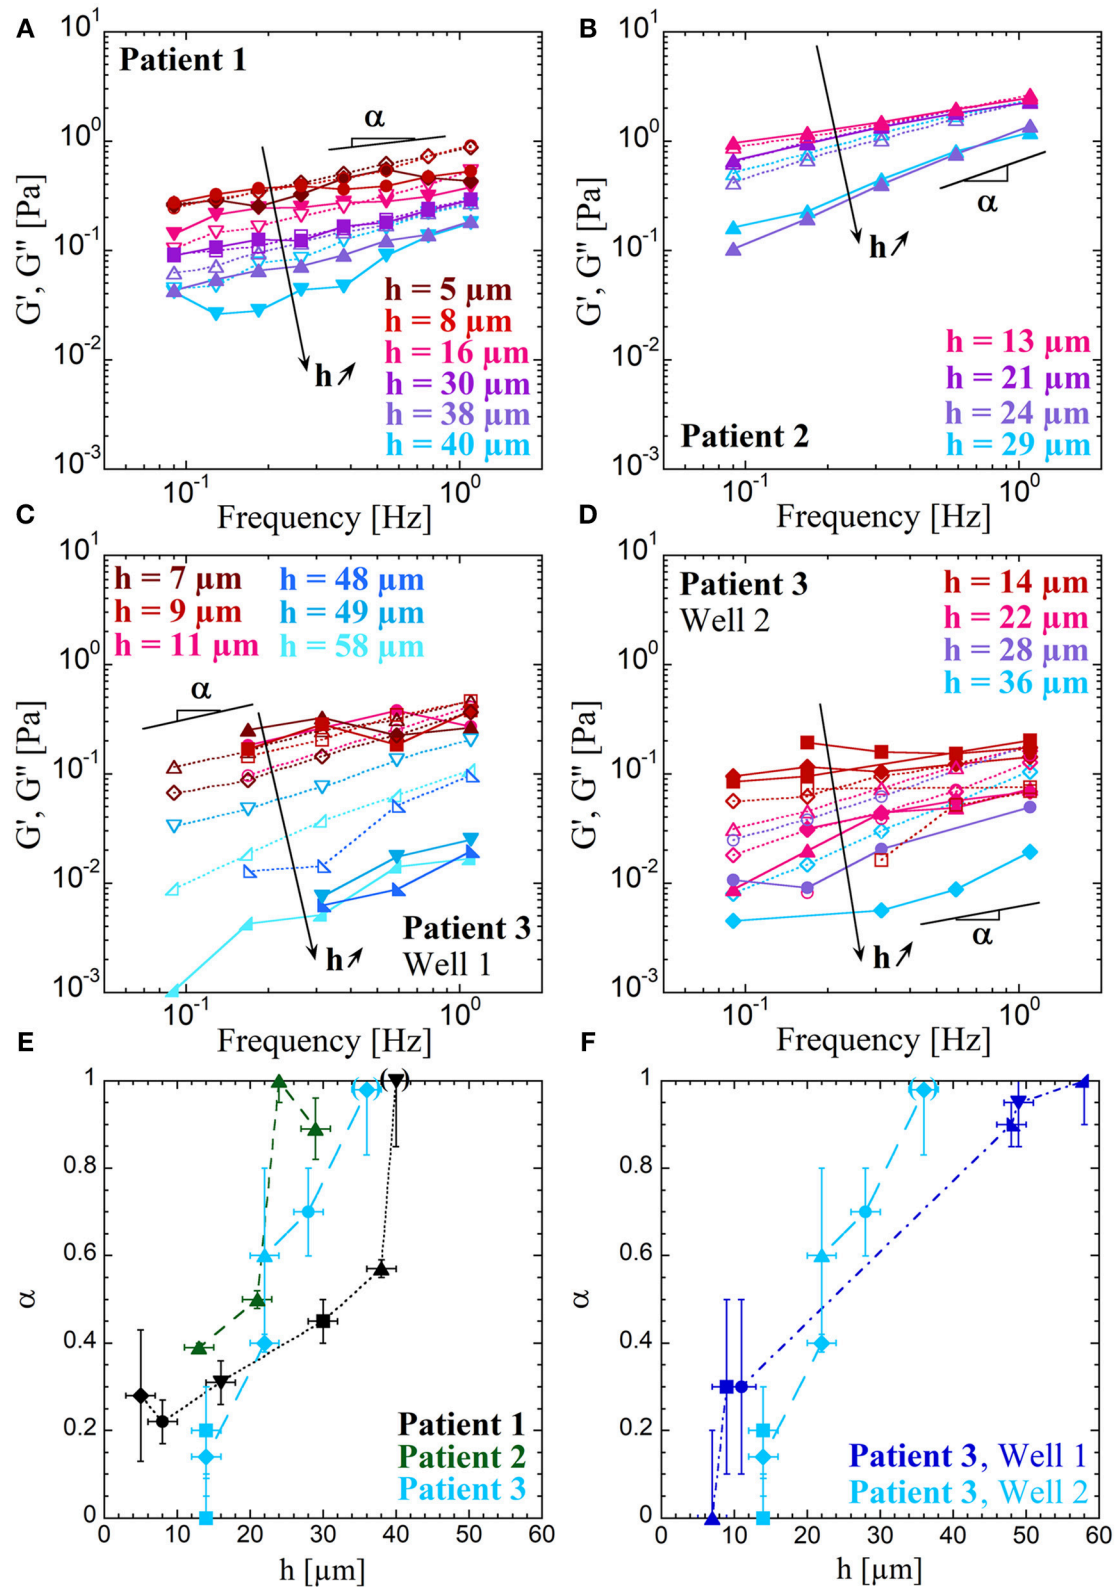 A
B
10¹
10⁰
10⁻¹
10⁻²
10⁻³
G', G" [Pa]
Patient 1
α
h
h = 5 µm
h = 8 µm
h = 16 µm
h = 30 µm
h = 38 µm
h = 40 µm
10⁻¹
10⁰
Frequency [Hz]
10¹
10⁰
10⁻¹
10⁻²
10⁻³
G', G" [Pa]
α
h
h = 13 µm
h = 21 µm
h = 24 µm
h = 29 µm
Patient 2
10⁻¹
10⁰
Frequency [Hz]
C
D
10¹
10⁰
10⁻¹
10⁻²
10⁻³
G', G" [Pa]
h = 7 µm
h = 9 µm
h = 11 µm
h = 48 µm
h = 49 µm
h = 58 µm
α
h
Patient 3
Well 1
10⁻¹
10⁰
Frequency [Hz]
10¹
10⁰
10⁻¹
10⁻²
10⁻³
G', G" [Pa]
Patient 3
Well 2
h = 14 µm
h = 22 µm
h = 28 µm
h = 36 µm
h
α
10⁻¹
10⁰
Frequency [Hz]
E
F
1
0.8
0.6
0.4
0.2
0
α
( )
( )
Patient 1
Patient 2
Patient 3
0 10 20 30 40 50 60
h [µm]
1
0.8
0.6
0.4
0.2
0
α
( )
Patient 3, Well 1
Patient 3, Well 2
0 10 20 30 40 50 60
h [µm]